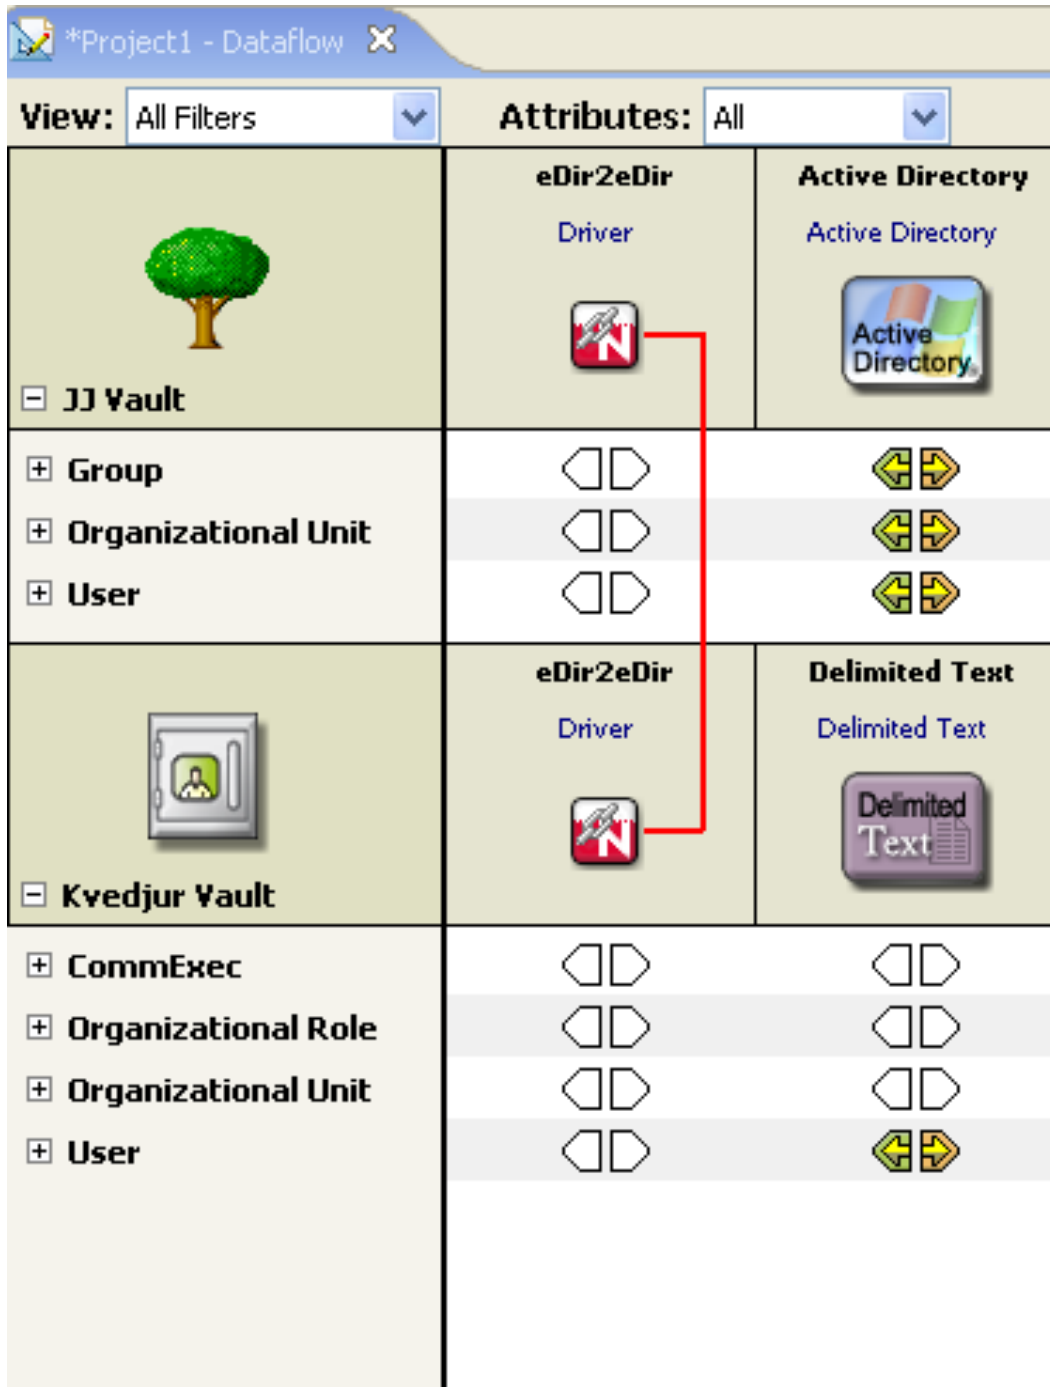 *Project1 - Dataflow
View: All Filters Attributes: All
eDir2eDir Active Directory
Driver Active Directory
Active
Directory
JJ Vault
Group
Organizational Unit
User
eDir2eDir Delimited Text
Driver Delimited Text
N
Delimited
Text
N
Kvedjur Vault
CommExec
Organizational Role
Organizational Unit
User